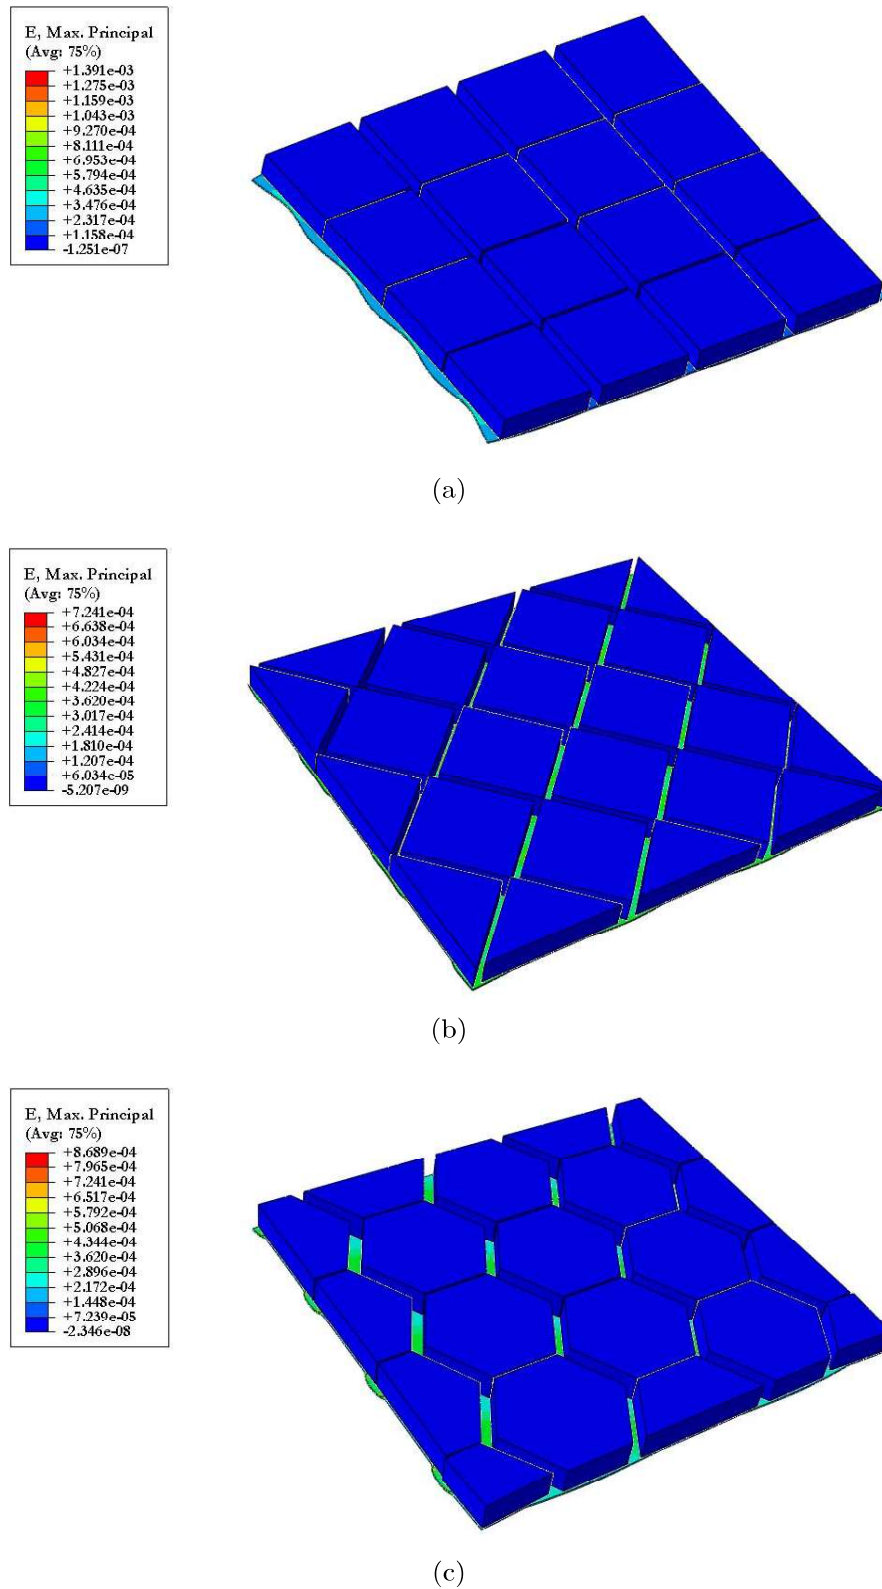 E, Max. Principal
(Avg: 75%)
+1.391e-03
+1.275e-03
+1.159e-03
+1.043e-03
+9.270e-04
+8.111e-04
+6.953e-04
+5.794e-04
+4.635e-04
+3.476e-04
+2.317e-04
+1.158e-04
-1.251e-07
(a)
E, Max. Principal
(Avg: 75%)
+7.241e-04
+6.638e-04
+6.034e-04
+5.431e-04
+4.827e-04
+4.224e-04
+3.620e-04
+3.017e-04
+2.414e-04
+1.810e-04
+1.207e-04
+6.034e-05
-5.207e-09
(b)
E, Max. Principal
(Avg: 75%)
+8.689e-04
+7.965e-04
+7.241e-04
+6.517e-04
+5.792e-04
+5.068e-04
+4.344e-04
+3.620e-04
+2.896e-04
+2.172e-04
+1.448e-04
+7.239e-05
-2.346e-08
(c)